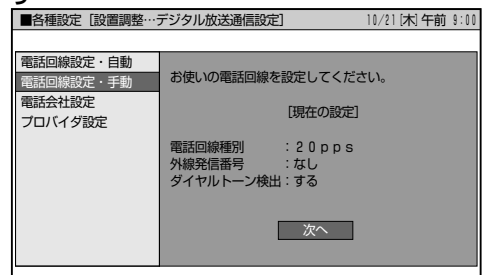 ■各種設定［設置調整…デジタル放送通信設定］ 10/21[木]午前 9:00
電話回線設定・自動
電話回線設定・手動
電話会社設定
プロバイダ設定
お使いの電話回線を設定してください。
[現在の設定]
電話回線種別 ：２０ｐｐｓ
外線発信番号 ：なし
ダイヤルトーン検出：する
次へ